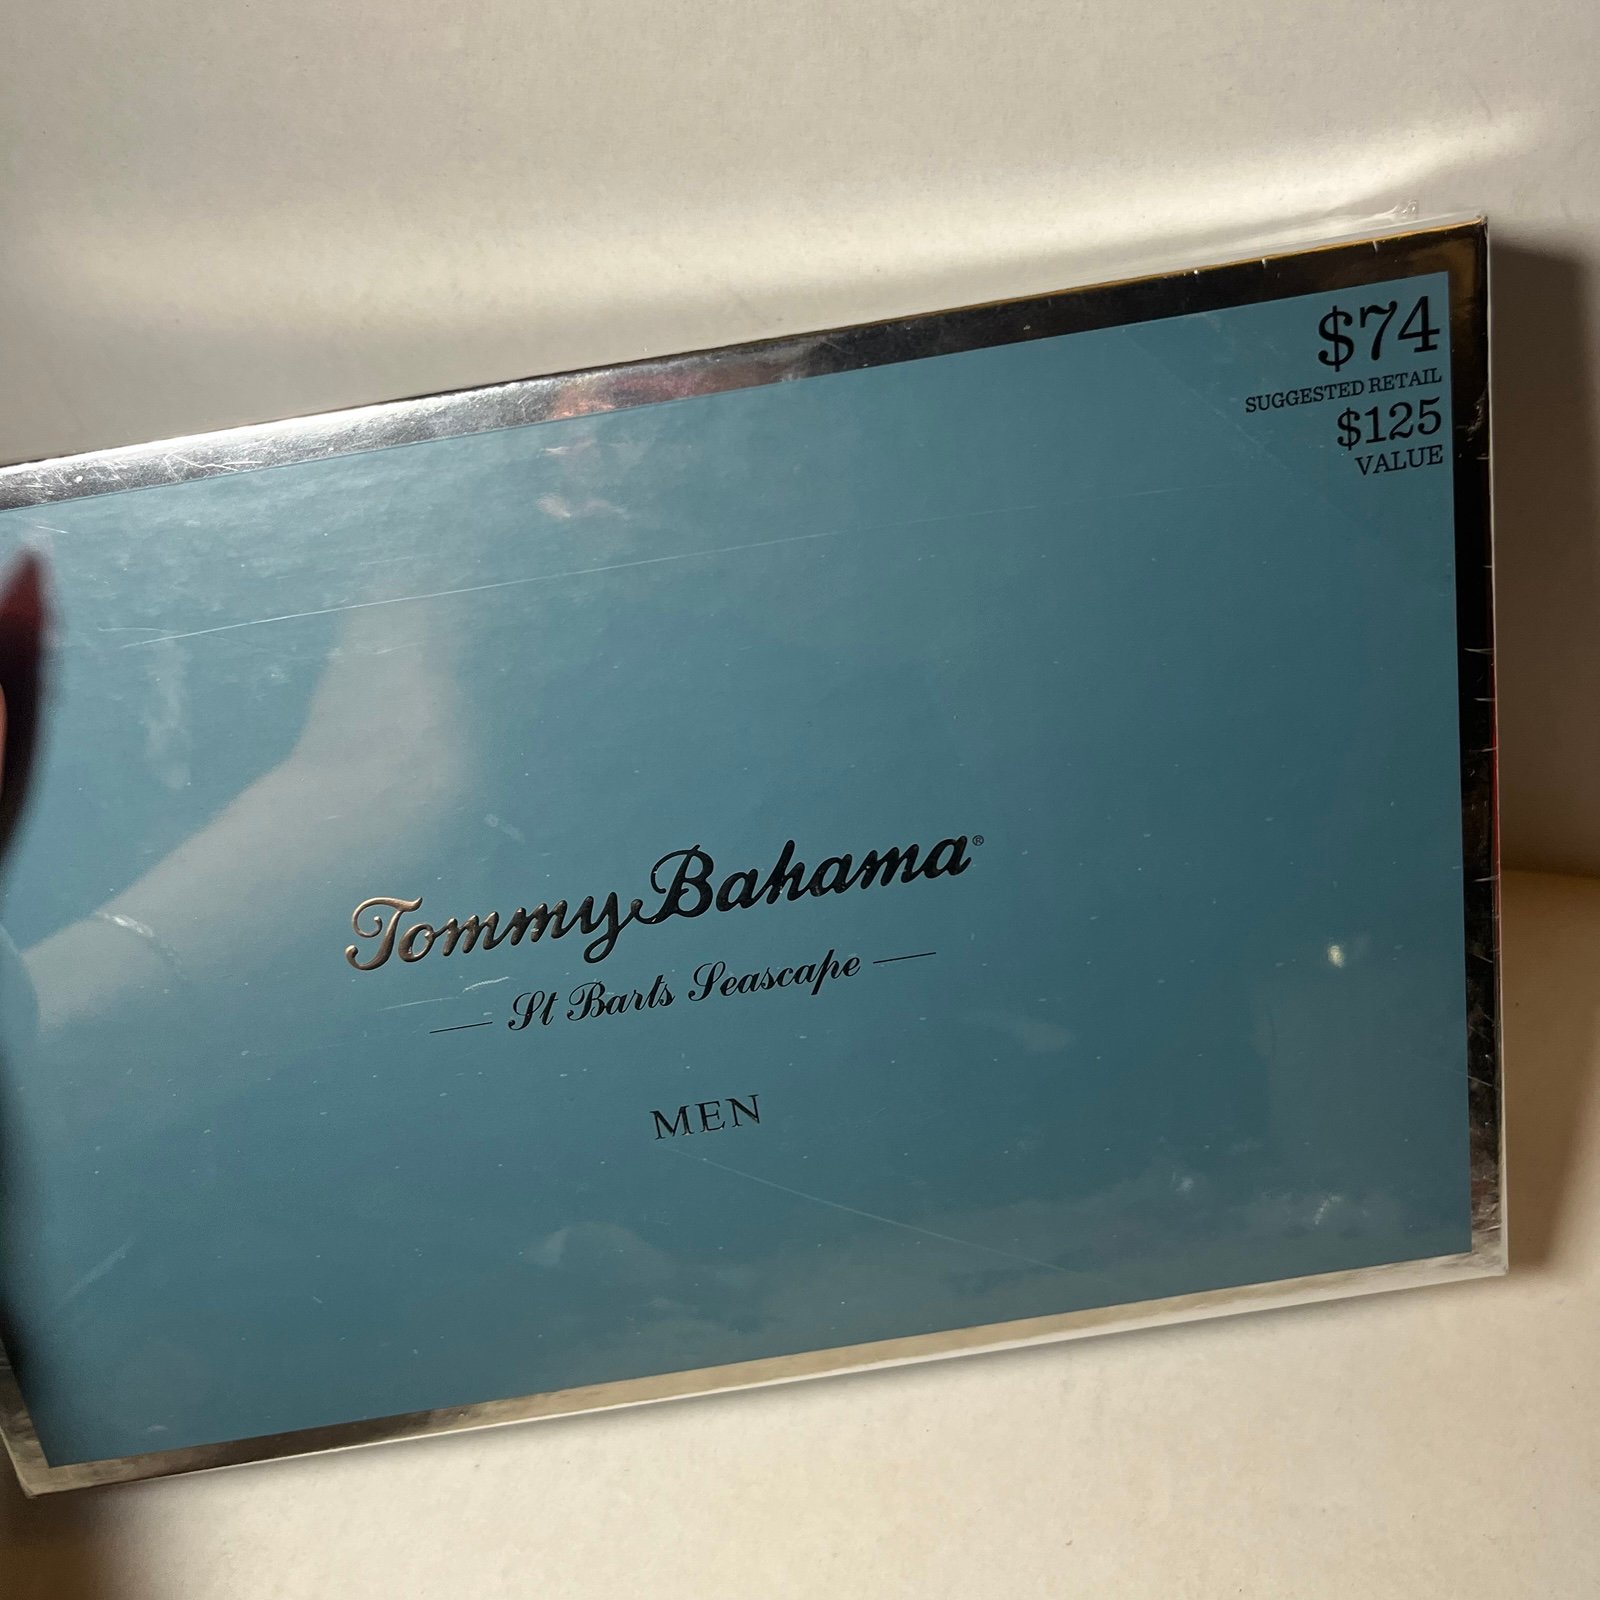 $74
SUGGESTED RETAIL
$125
VALUE
Tommy Bahama®
St Barts Seascape
MEN